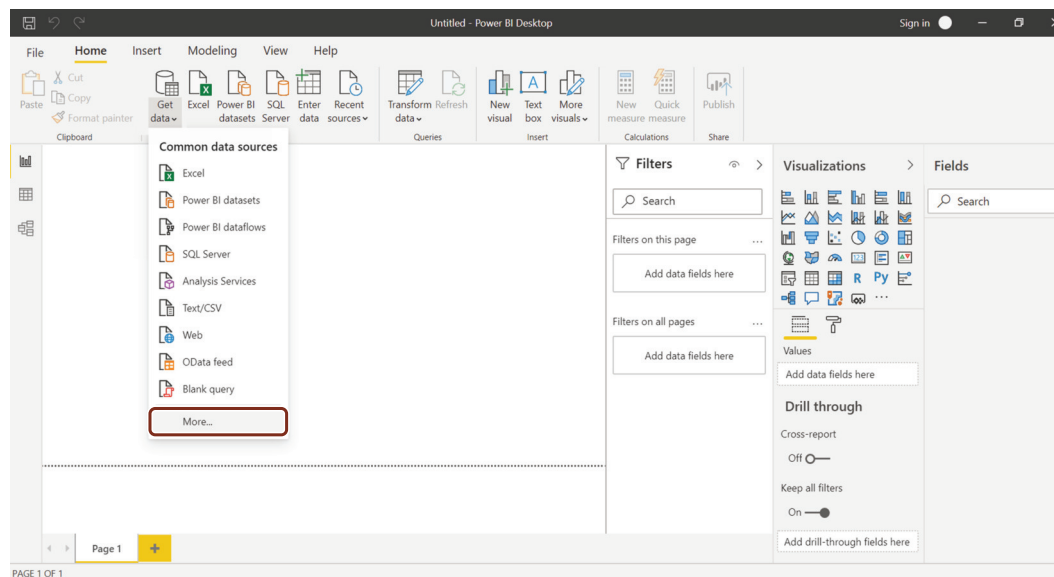 Untitled - Power BI Desktop
Sign in
File Home Insert Modeling View Help
Paste
Cut
Copy
Format painter
Clipboard
Get data
Excel
Power BI datasets
SQL Server
Enter data
Recent sources
Transform data
Refresh
Queries
New visual
Text box
More visuals
Insert
New measure
Quick measure
Calculations
Publish
Share
Common data sources
Excel
Power BI datasets
Power BI dataflows
SQL Server
Analysis Services
Text/CSV
Web
OData feed
Blank query
More...
Filters
Search
Filters on this page ...
Add data fields here
Filters on all pages ...
Add data fields here
Visualizations
R Py
...
Values
Add data fields here
Drill through
Cross-report
Off
Keep all filters
On
Add drill-through fields here
Fields
Search
Page 1
PAGE 1 OF 1